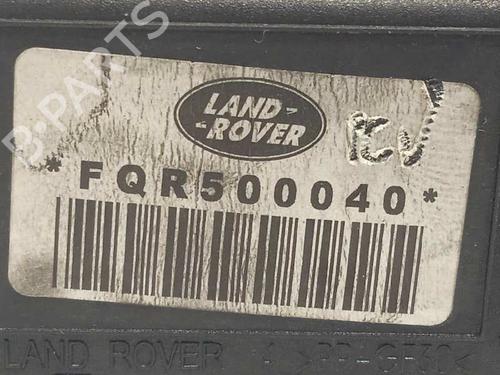 B-PARTS
LAND-
-ROVER
*FQR500040*
LAND ROVER